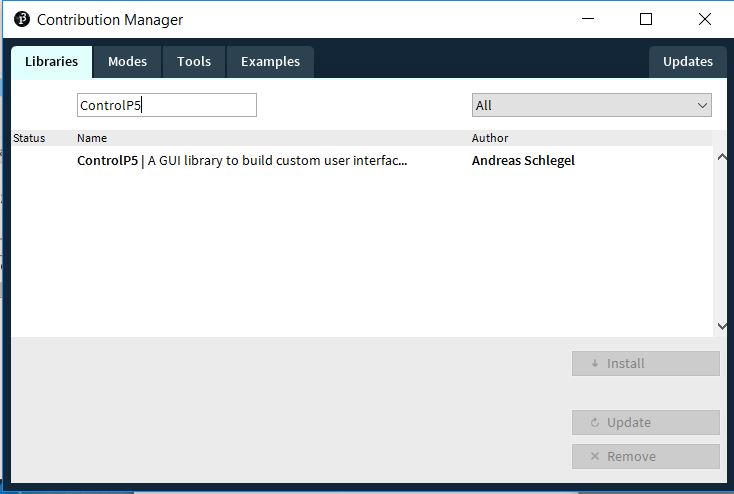 Contribution Manager
Libraries Modes Tools Examples Updates
ControlP5 All
Status Name Author
ControlP5 | A GUI library to build custom user interfac... Andreas Schlegel
Install
Update
Remove